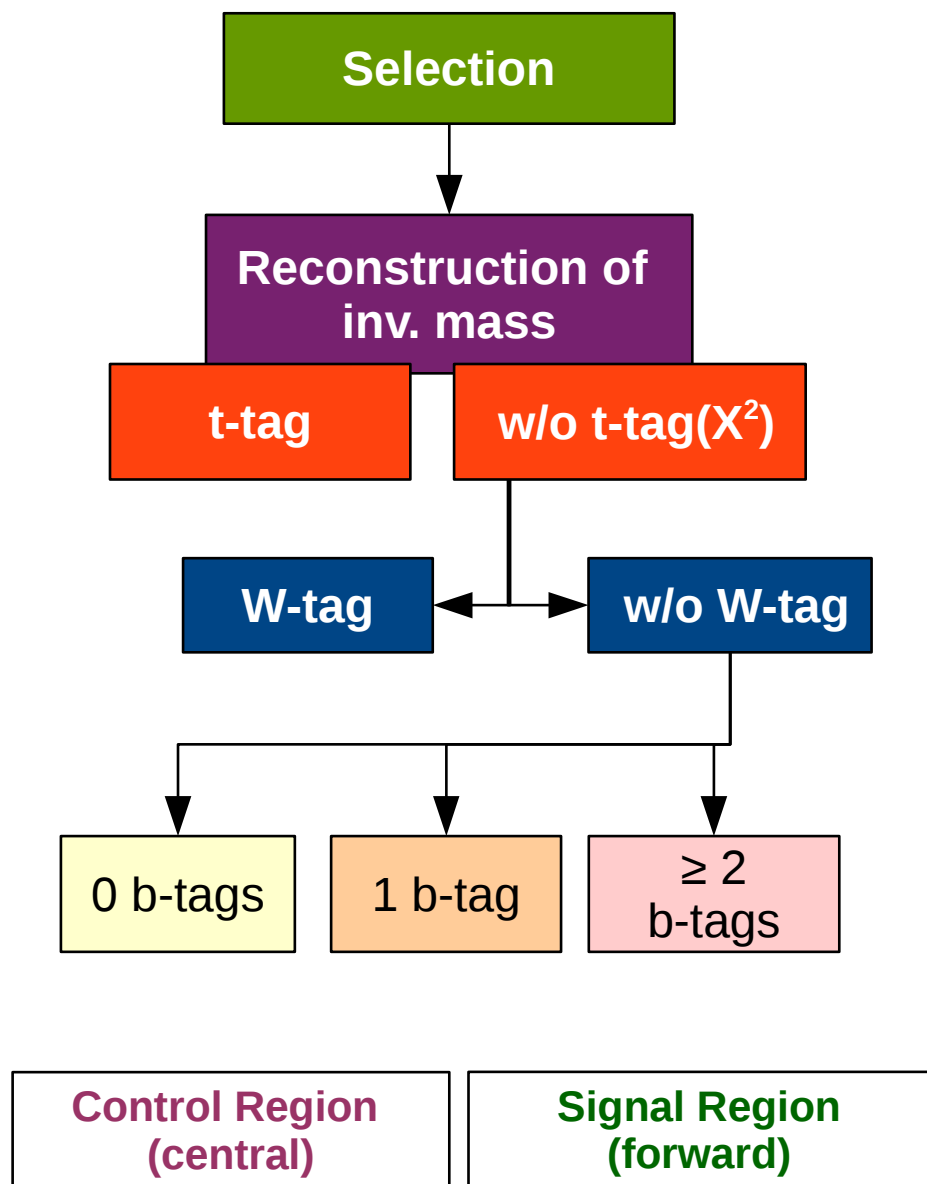 Selection
Reconstruction of
inv. mass
t-tag
w/o t-tag(X²)
W-tag
w/o W-tag
0 b-tags
1 b-tag
≥ 2
b-tags
Control Region
(central)
Signal Region
(forward)